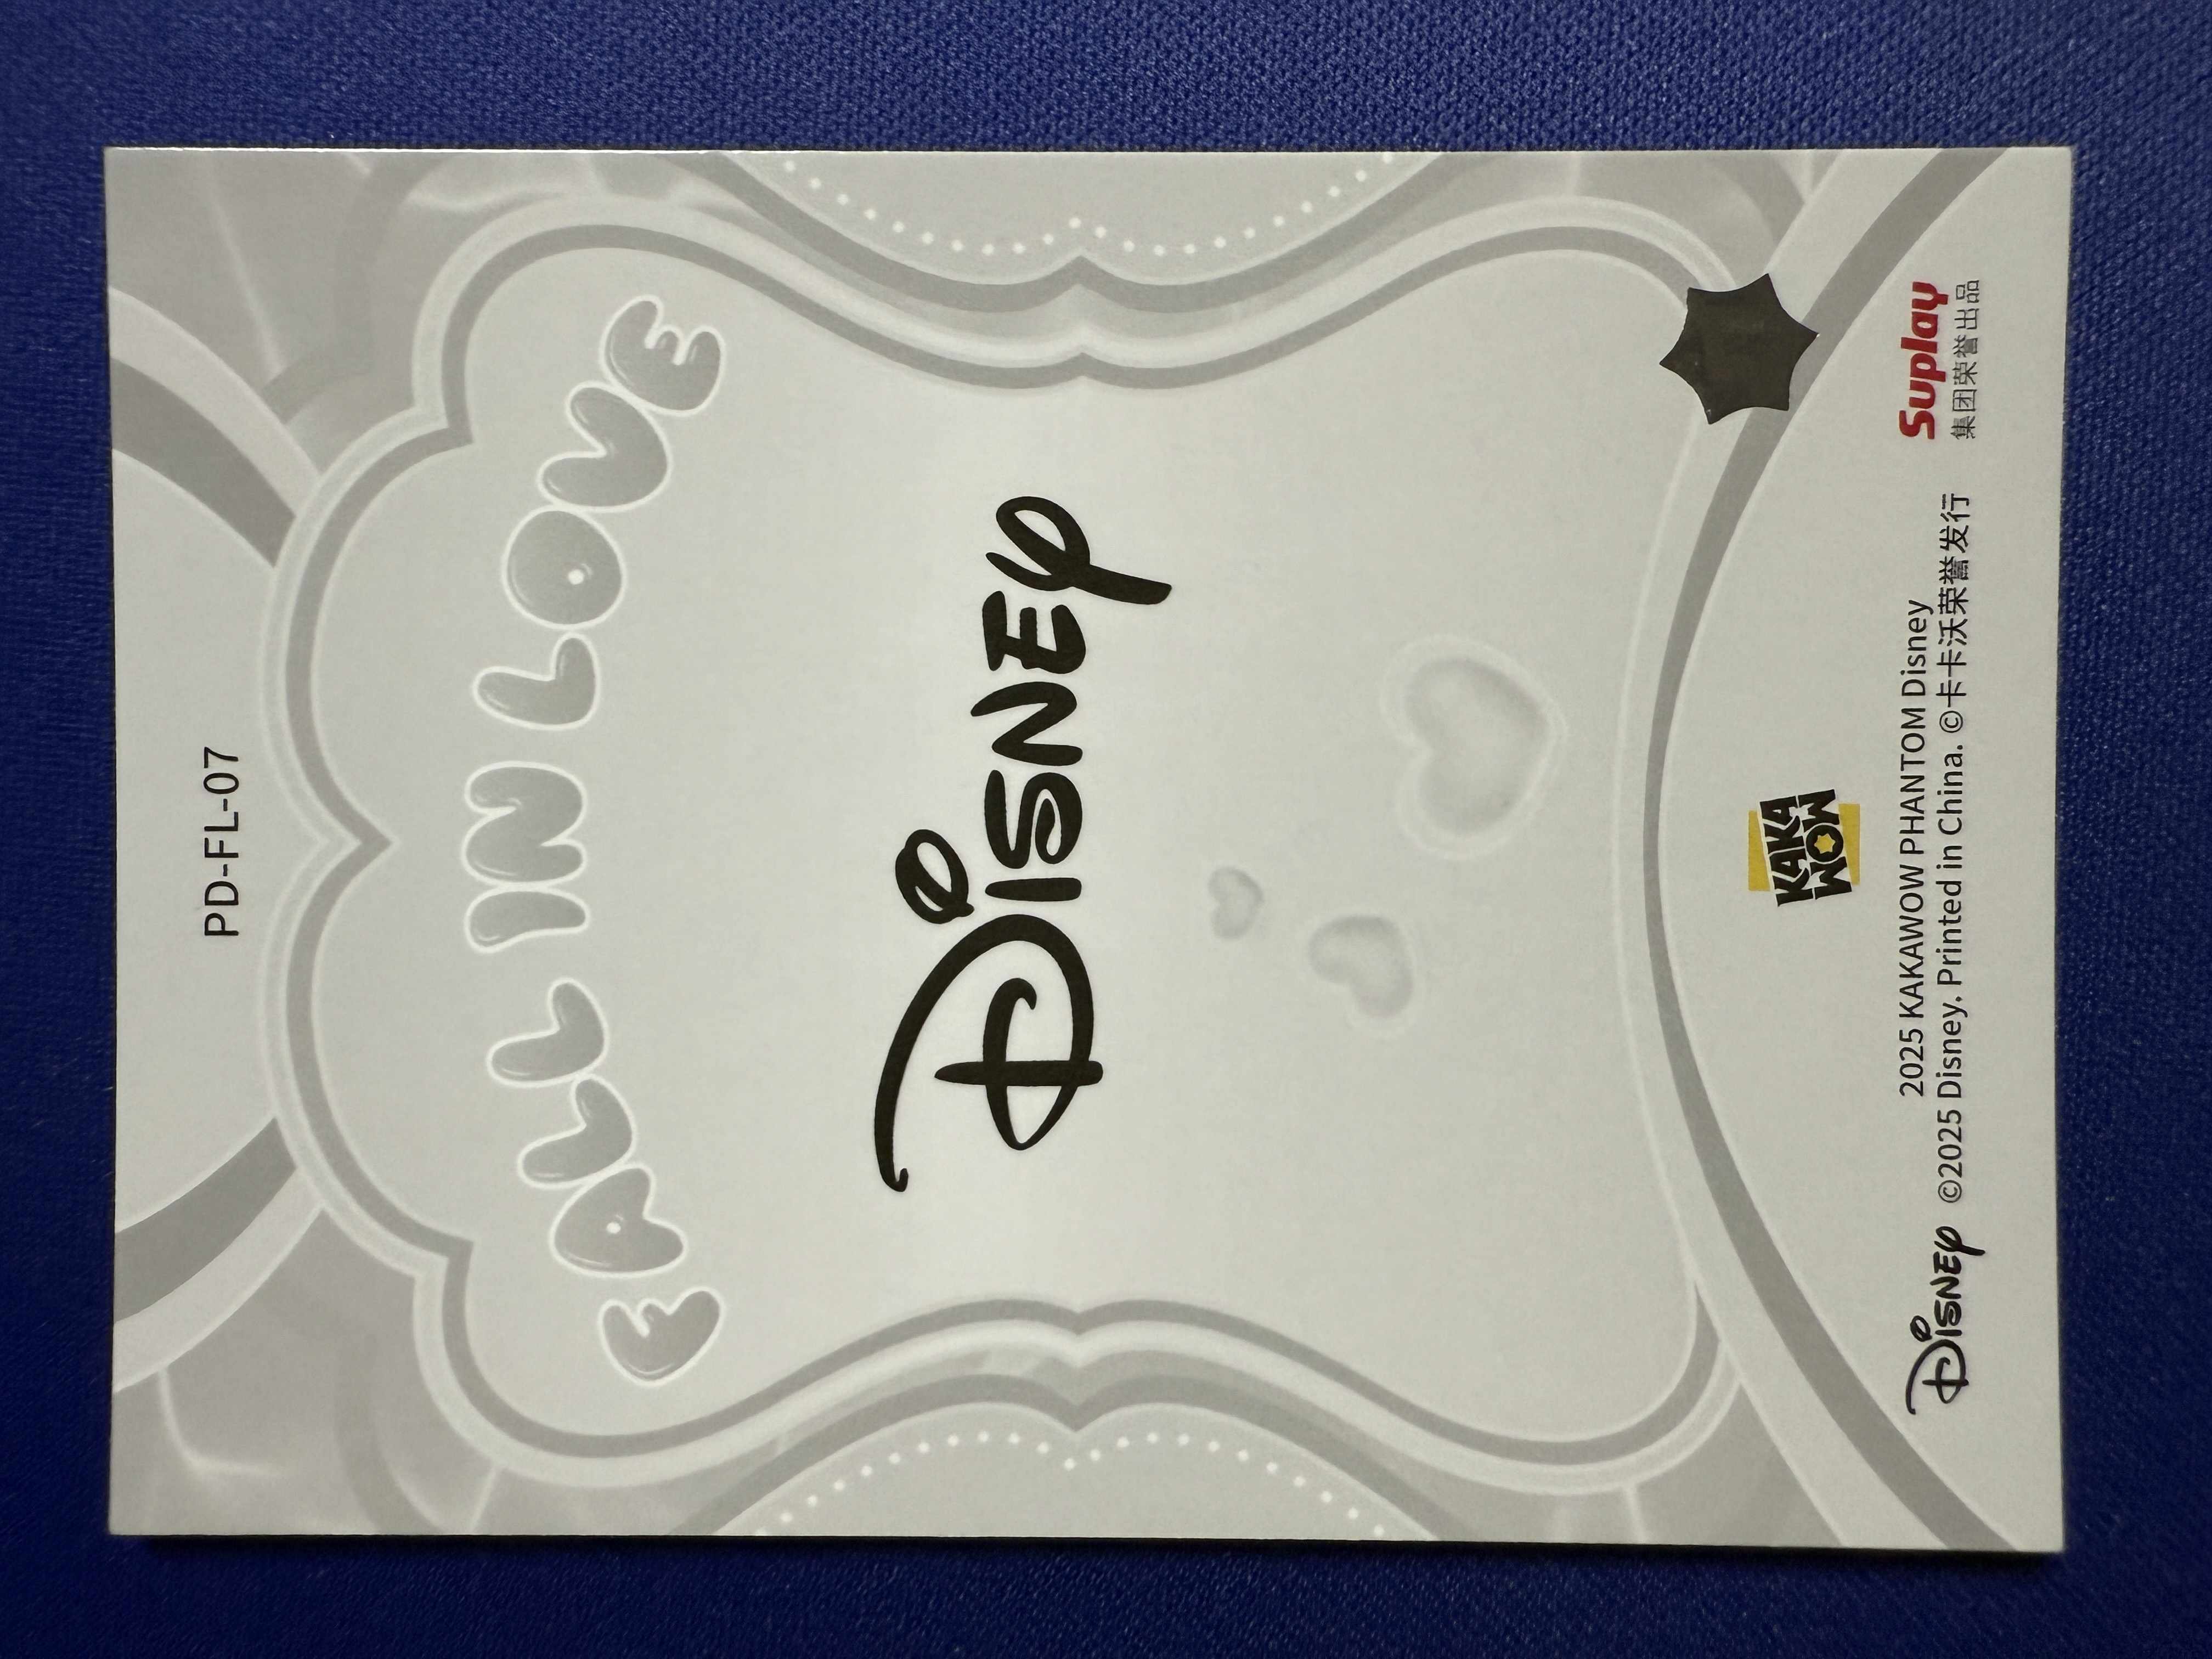 PD-FL-07
FALL IN LOVE
Disney
KAKA
WOW
2025 KAKAWOW PHANTOM Disney
Disney ©2025 Disney. Printed in China. ©卡卡沃荣誉发行
Suplay
集团荣誉出品